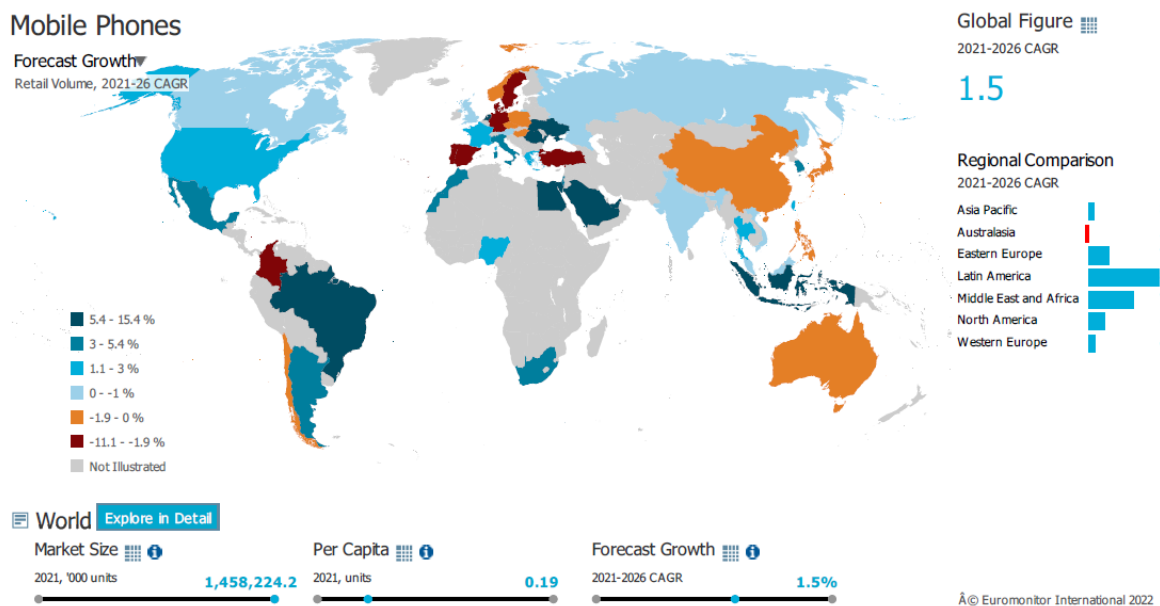 Mobile Phones
Forecast Growth
Retail Volume, 2021-26 CAGR
5.4 - 15.4 %
3 - 5.4 %
1.1 - 3 %
0 - -1 %
-1.9 - 0 %
-11.1 - -1.9 %
Not Illustrated
Global Figure
2021-2026 CAGR
1.5
Regional Comparison
2021-2026 CAGR
Asia Pacific
Australasia
Eastern Europe
Latin America
Middle East and Africa
North America
Western Europe
World Explore in Detail
Market Size
2021, '000 units 1,458,224.2
Per Capita
2021, units 0.19
Forecast Growth
2021-2026 CAGR 1.5%
Â© Euromonitor International 2022